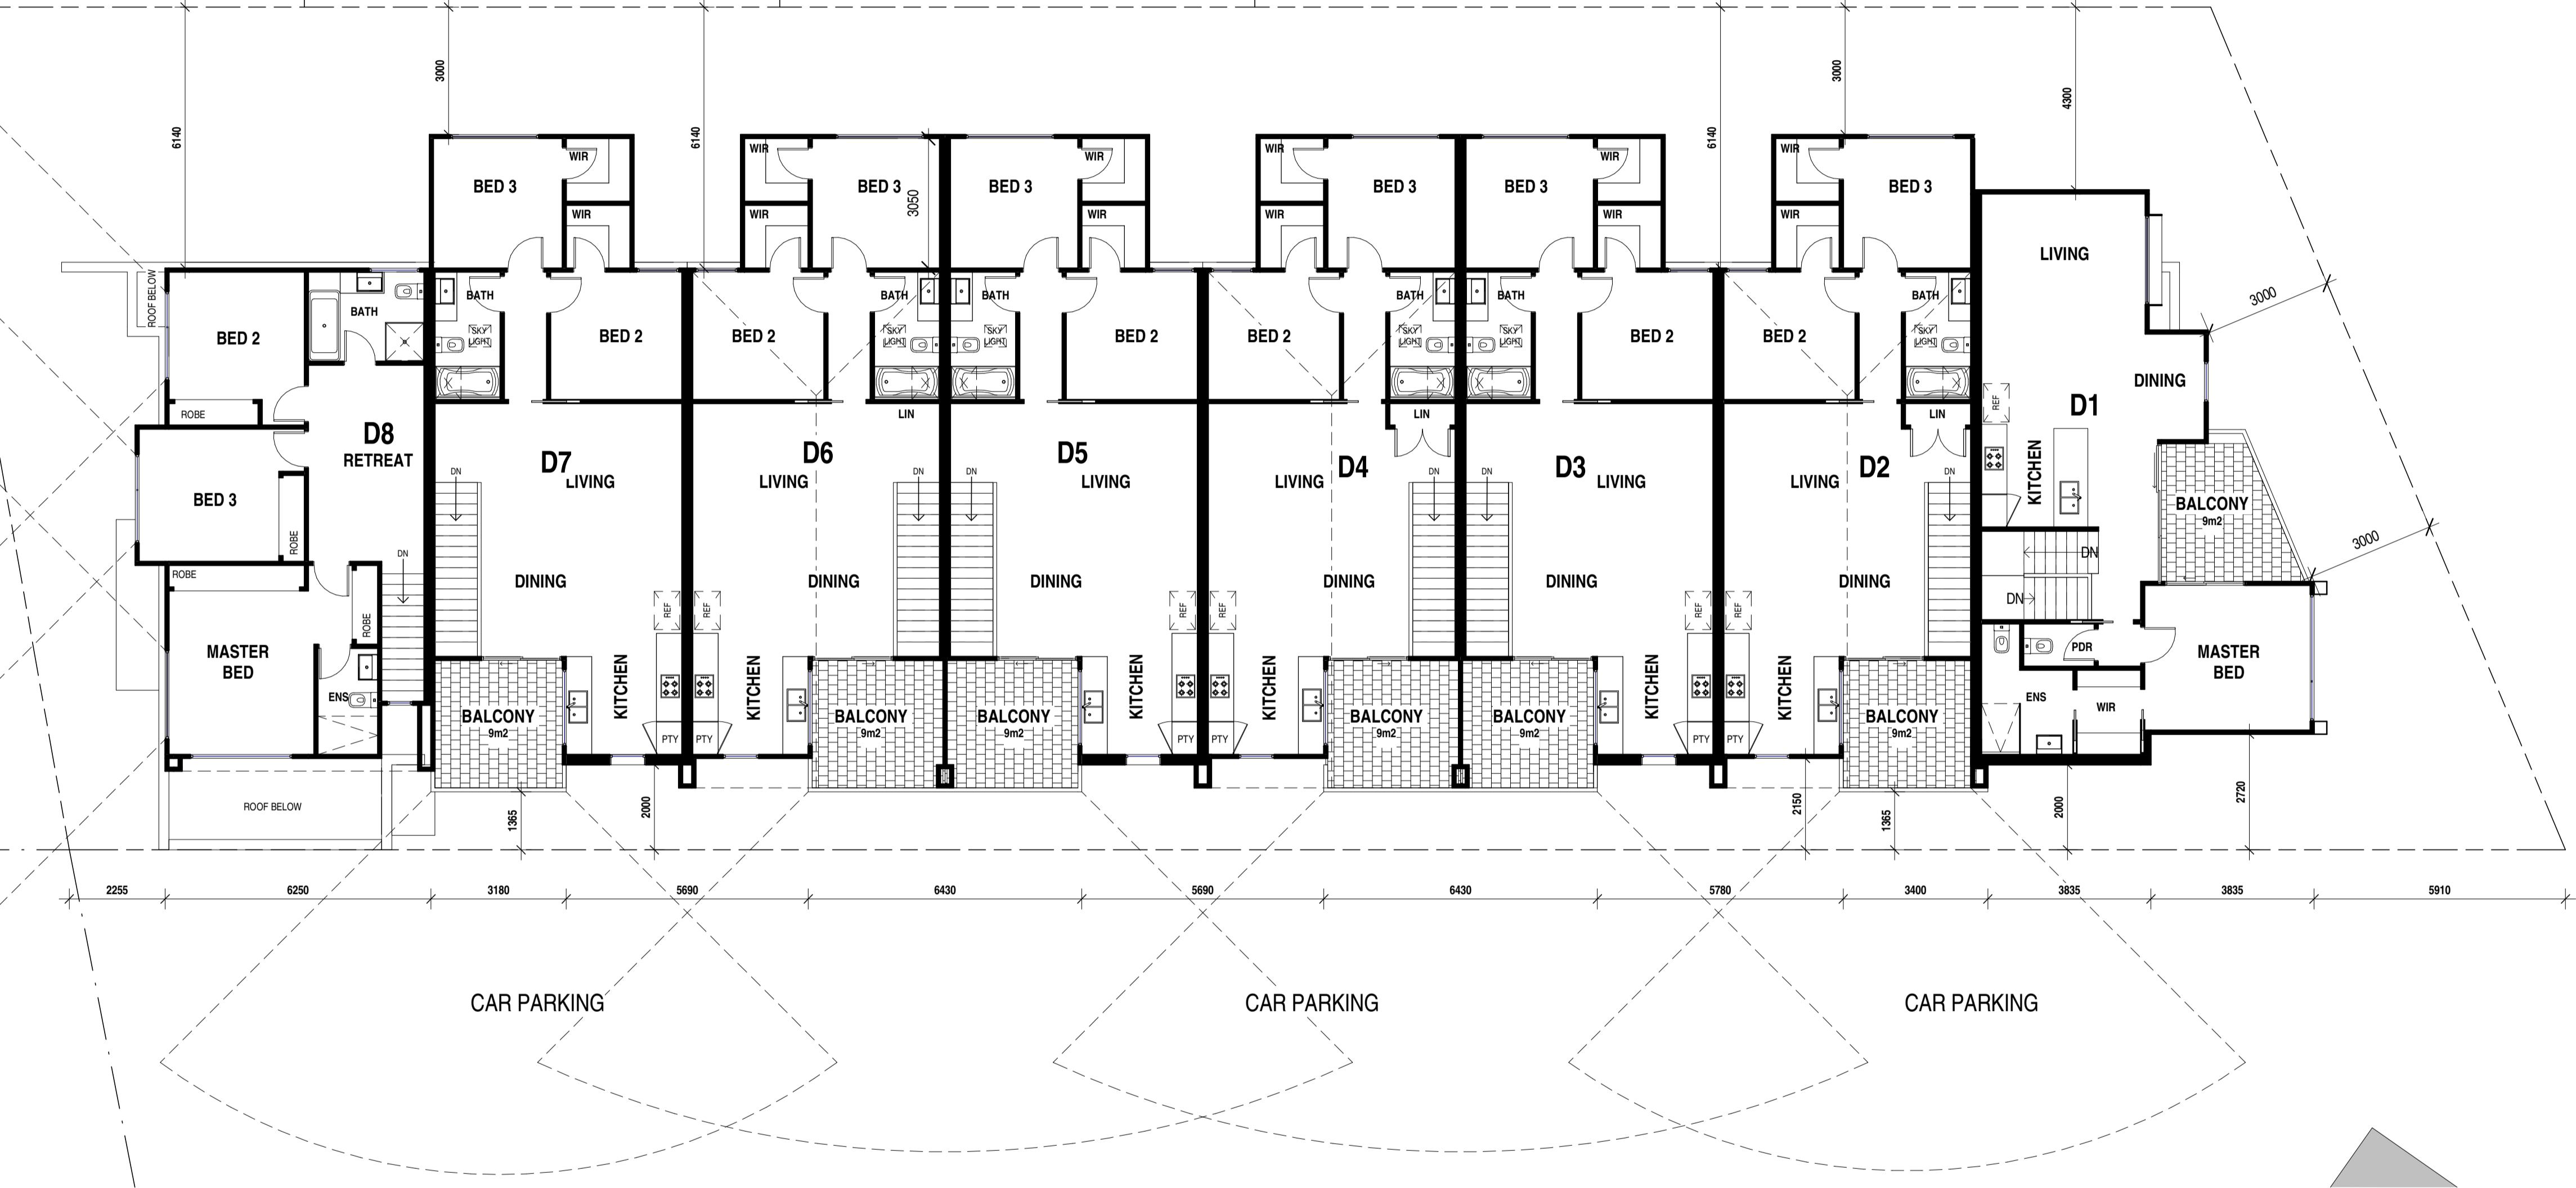 3000
3000
4300
6140
6140
6140
WIR
WIR
WIR
WIR
WIR
WIR
BED 3
BED 3
BED 3
BED 3
BED 3
BED 3
3050
WIR
WIR
WIR
WIR
WIR
WIR
LIVING
ROOF BELOW
BATH
BATH
BATH
BATH
BATH
BATH
BATH
3000
BED 2
BED 2
BED 2
BED 2
BED 2
BED 2
BED 2
SKY
LIGHT
SKY
LIGHT
SKY
LIGHT
SKY
LIGHT
SKY
LIGHT
SKY
LIGHT
DINING
REF
D1
ROBE
LIN
LIN
LIN
D8
RETREAT
D7
LIVING
D6
LIVING
D5
LIVING
D4
LIVING
D3
LIVING
D2
LIVING
KITCHEN
DN
DN
DN
DN
DN
DN
BED 3
ROBE
BALCONY
9m2
3000
DN
DN
DN
ROBE
DINING
DINING
DINING
DINING
DINING
DINING
REF
REF
REF
REF
REF
REF
ROBE
MASTER
BED
ENS
KITCHEN
KITCHEN
KITCHEN
KITCHEN
KITCHEN
KITCHEN
PDR
MASTER
BED
ENS
WIR
BALCONY
9m2
BALCONY
9m2
BALCONY
9m2
BALCONY
9m2
BALCONY
9m2
BALCONY
9m2
PTY
PTY
PTY
PTY
PTY
PTY
ROOF BELOW
1365
2000
2150
1365
2000
2720
2255
6250
3180
5690
6430
5690
6430
5780
3400
3835
3835
5910
CAR PARKING
CAR PARKING
CAR PARKING